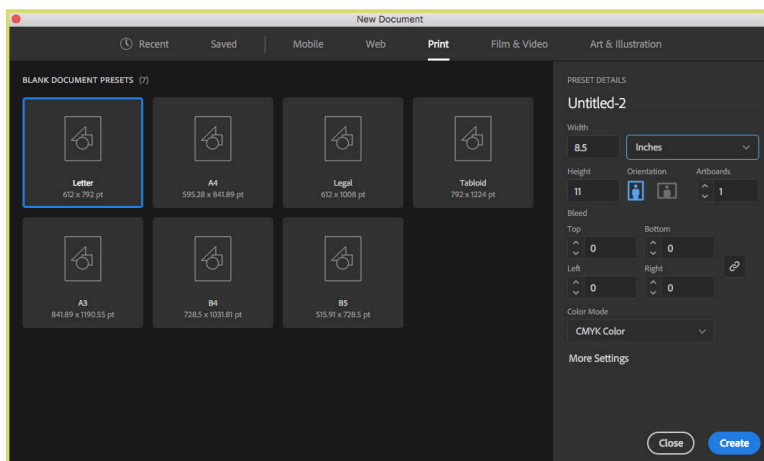 New Document
Recent Saved Mobile Web Print Film & Video Art & Illustration
BLANK DOCUMENT PRESETS (7)
Letter
612 x 792 pt
A4
595.28 x 841.89 pt
Legal
612 x 1008 pt
Tabloid
792 x 1224 pt
A3
841.89 x 1190.55 pt
B4
728.5 x 1031.81 pt
B5
515.91 x 728.5 pt
PRESET DETAILS
Untitled-2
Width
8.5 Inches
Height Orientation Artboards
11 1
Bleed
Top Bottom
0 0
Left Right
0 0
Color Mode
CMYK Color
More Settings
Close Create